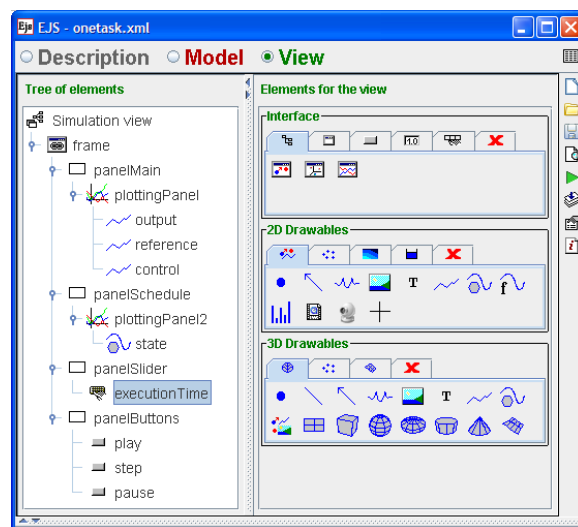 Ejs EJS - onetask.xml
Description Model View
Tree of elements
Simulation view
frame
panelMain
plottingPanel
output
reference
control
panelSchedule
plottingPanel2
state
panelSlider
executionTime
panelButtons
play
step
pause
Elements for the view
Interface
1.0
2D Drawables
T
f
3D Drawables
T